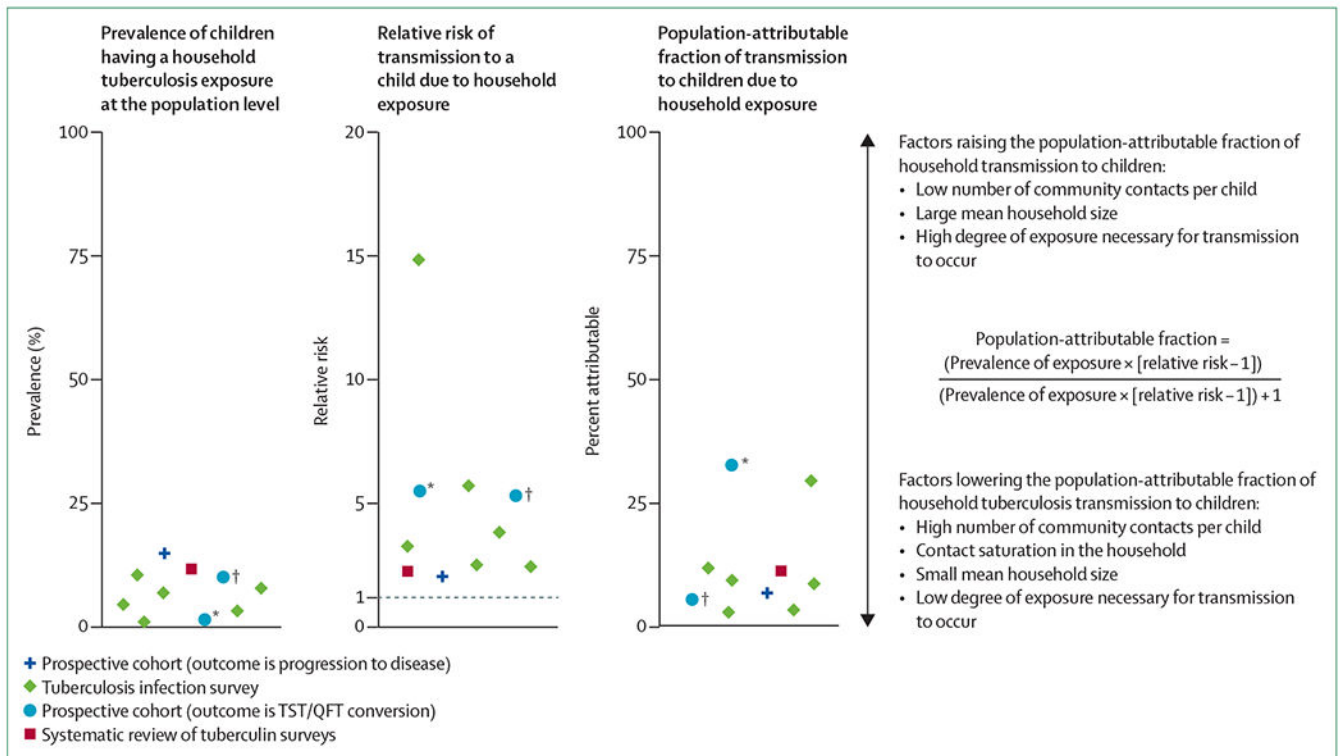 Prevalence of children
having a household
tuberculosis exposure
at the population level
100
75
50
25
0
Prevalence (%)
*
†
Relative risk of
transmission to a
child due to household
exposure
20
15
10
5
1
0
Relative risk
*
†
Population-attributable
fraction of transmission
to children due to
household exposure
100
75
50
25
0
Percent attributable
*
†
Factors raising the population-attributable fraction of
household transmission to children:
• Low number of community contacts per child
• Large mean household size
• High degree of exposure necessary for transmission
to occur
Population-attributable fraction =
(Prevalence of exposure × [relative risk – 1])
(Prevalence of exposure × [relative risk – 1]) + 1
Factors lowering the population-attributable fraction of
household tuberculosis transmission to children:
• High number of community contacts per child
• Contact saturation in the household
• Small mean household size
• Low degree of exposure necessary for transmission
to occur
Prospective cohort (outcome is progression to disease)
Tuberculosis infection survey
Prospective cohort (outcome is TST/QFT conversion)
Systematic review of tuberculin surveys